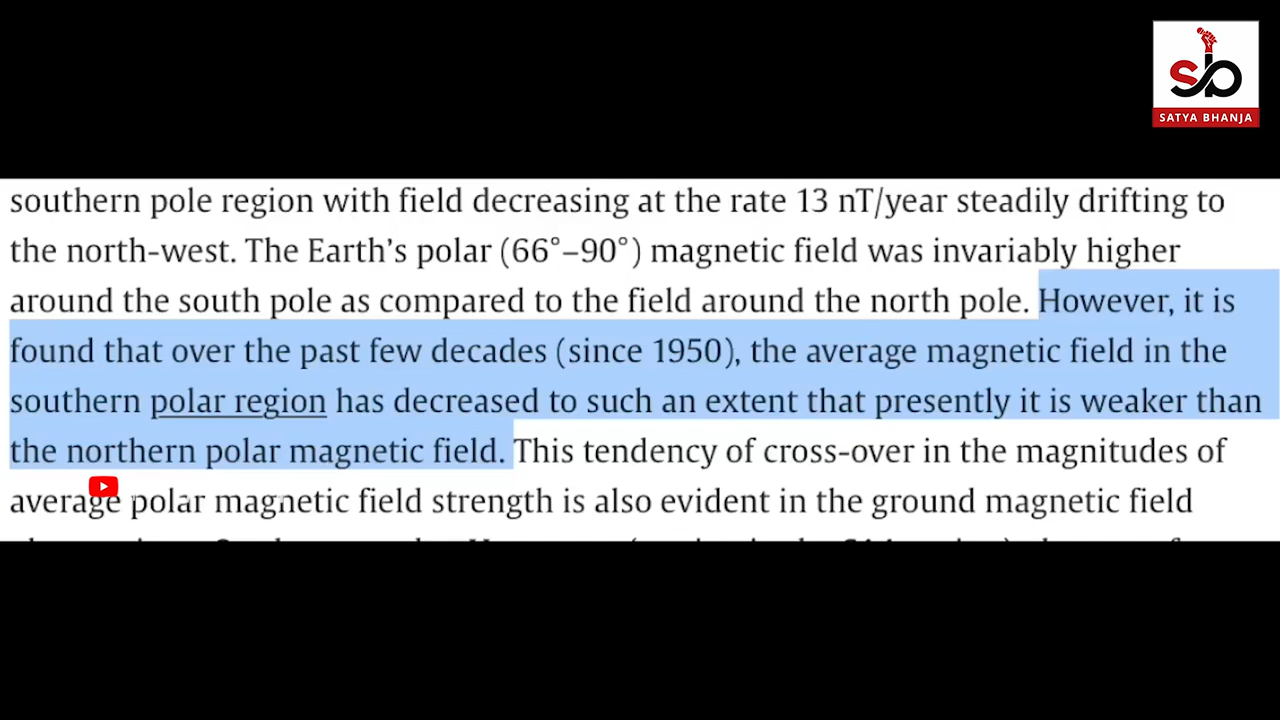 SATYA BHANJA
southern pole region with field decreasing at the rate 13 nT/year steadily drifting to
the north-west. The Earth’s polar (66°–90°) magnetic field was invariably higher
around the south pole as compared to the field around the north pole. However, it is
found that over the past few decades (since 1950), the average magnetic field in the
southern polar region has decreased to such an extent that presently it is weaker than
the northern polar magnetic field. This tendency of cross-over in the magnitudes of
average polar magnetic field strength is also evident in the ground magnetic field